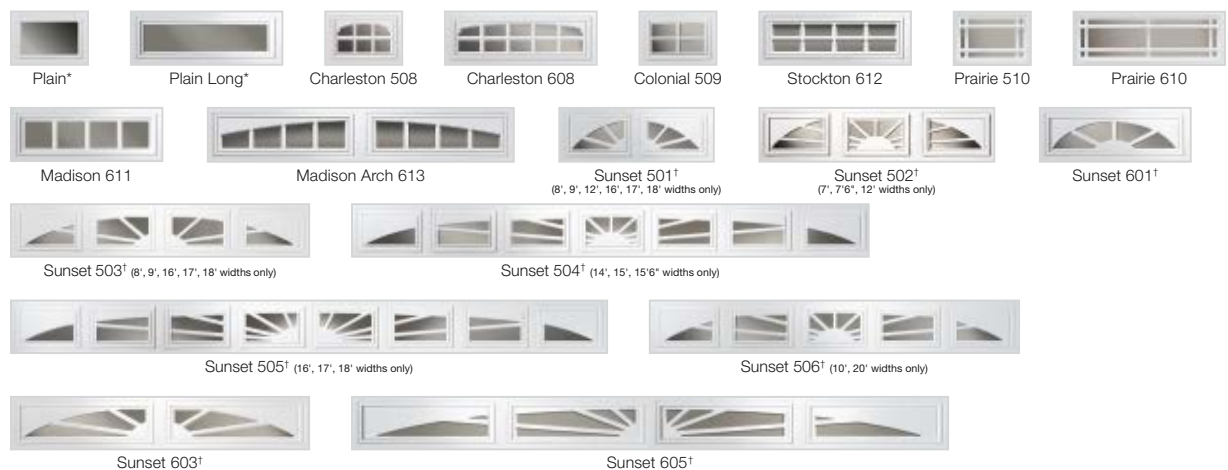 Plain*
Plain Long*
Charleston 508
Charleston 608
Colonial 509
Stockton 612
Prairie 510
Prairie 610
Madison 611
Madison Arch 613
Sunset 501†
(8', 9', 12', 16', 17', 18' widths only)
Sunset 502†
(7', 7'6", 12' widths only)
Sunset 601†
Sunset 503† (8', 9', 16', 17', 18' widths only)
Sunset 504† (14', 15', 15'6" widths only)
Sunset 505† (16', 17', 18' widths only)
Sunset 506† (10', 20' widths only)
Sunset 603†
Sunset 605†